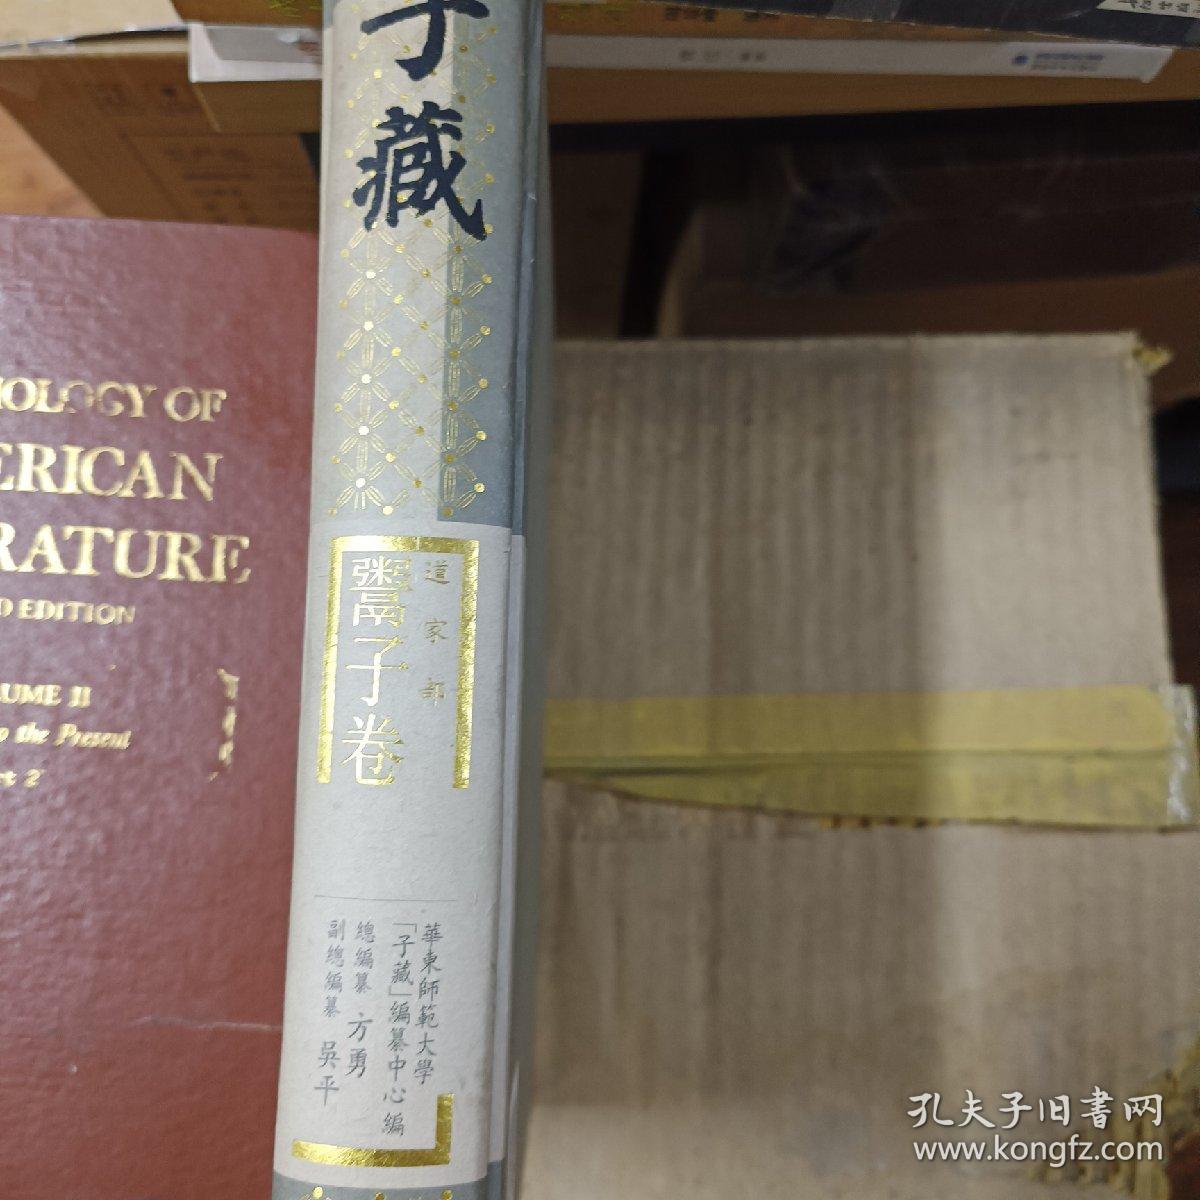 子藏
道家部
鬻子卷
華東師範大學
「子藏」編纂中心編
總編纂 方勇
副總編纂 吳平
OLOGY OF
ERICAN
RATURE
D EDITION
UME II
the Present
2
孔夫子旧书网
www.kongfz.com